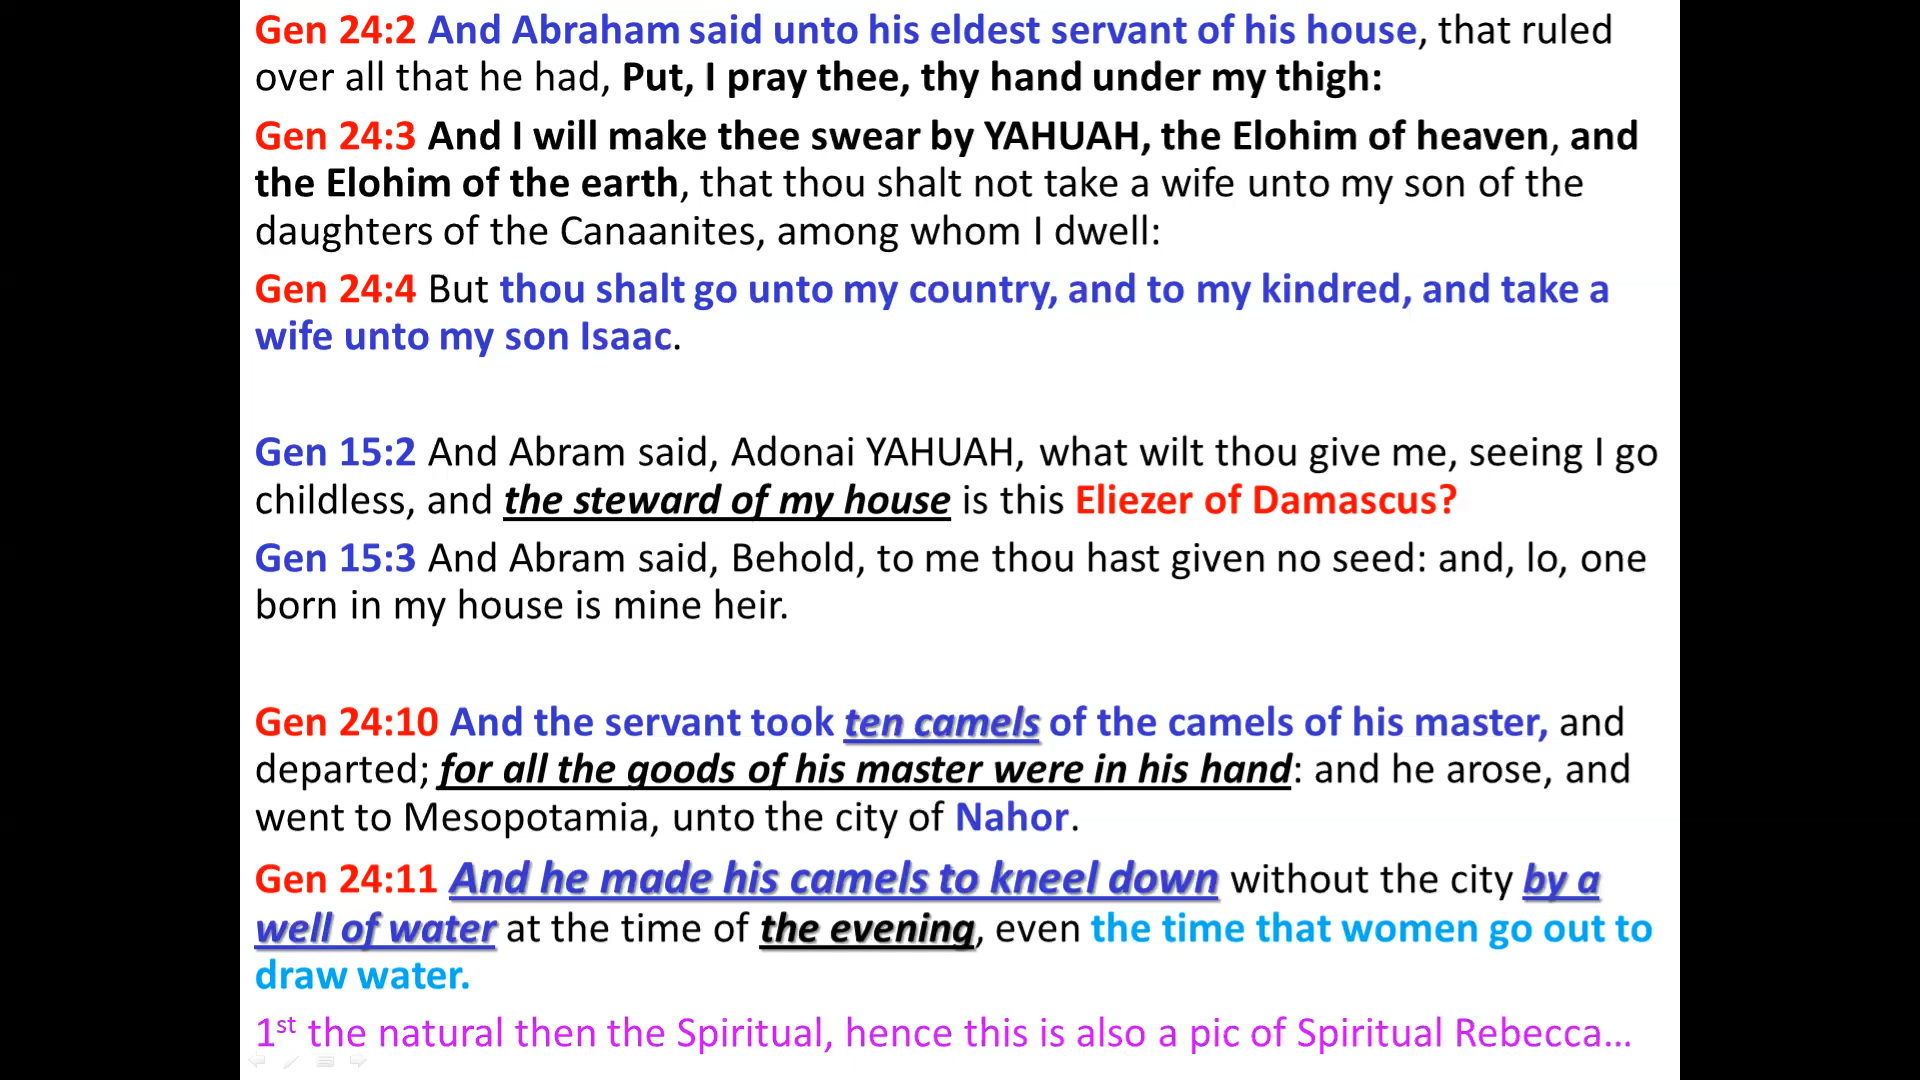 Gen 24:2 And Abraham said unto his eldest servant of his house, that ruled
over all that he had, Put, I pray thee, thy hand under my thigh:
Gen 24:3 And I will make thee swear by YAHUAH, the Elohim of heaven, and
the Elohim of the earth, that thou shalt not take a wife unto my son of the
daughters of the Canaanites, among whom I dwell:
Gen 24:4 But thou shalt go unto my country, and to my kindred, and take a
wife unto my son Isaac.
Gen 15:2 And Abram said, Adonai YAHUAH, what wilt thou give me, seeing I go
childless, and the steward of my house is this Eliezer of Damascus?
Gen 15:3 And Abram said, Behold, to me thou hast given no seed: and, lo, one
born in my house is mine heir.
Gen 24:10 And the servant took ten camels of the camels of his master, and
departed; for all the goods of his master were in his hand: and he arose, and
went to Mesopotamia, unto the city of Nahor.
Gen 24:11 And he made his camels to kneel down without the city by a
well of water at the time of the evening, even the time that women go out to
draw water.
1st the natural then the Spiritual, hence this is also a pic of Spiritual Rebecca...